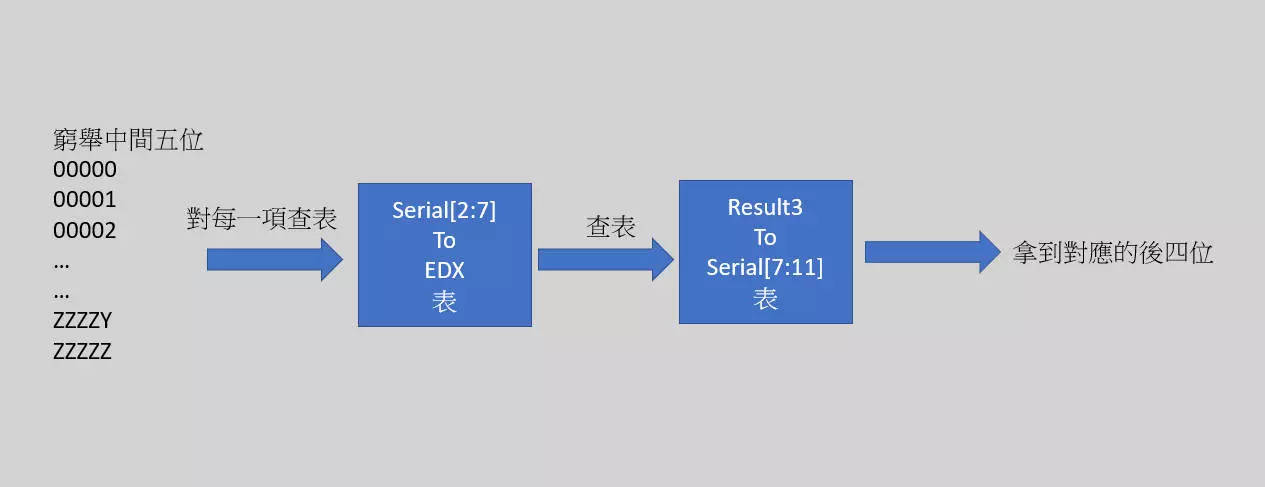 窮舉中間五位
00000
00001
00002
...
...
ZZZZY
ZZZZZ
對每一項查表
Serial[2:7]
To
EDX
表
查表
Result3
To
Serial[7:11]
表
拿到對應的後四位